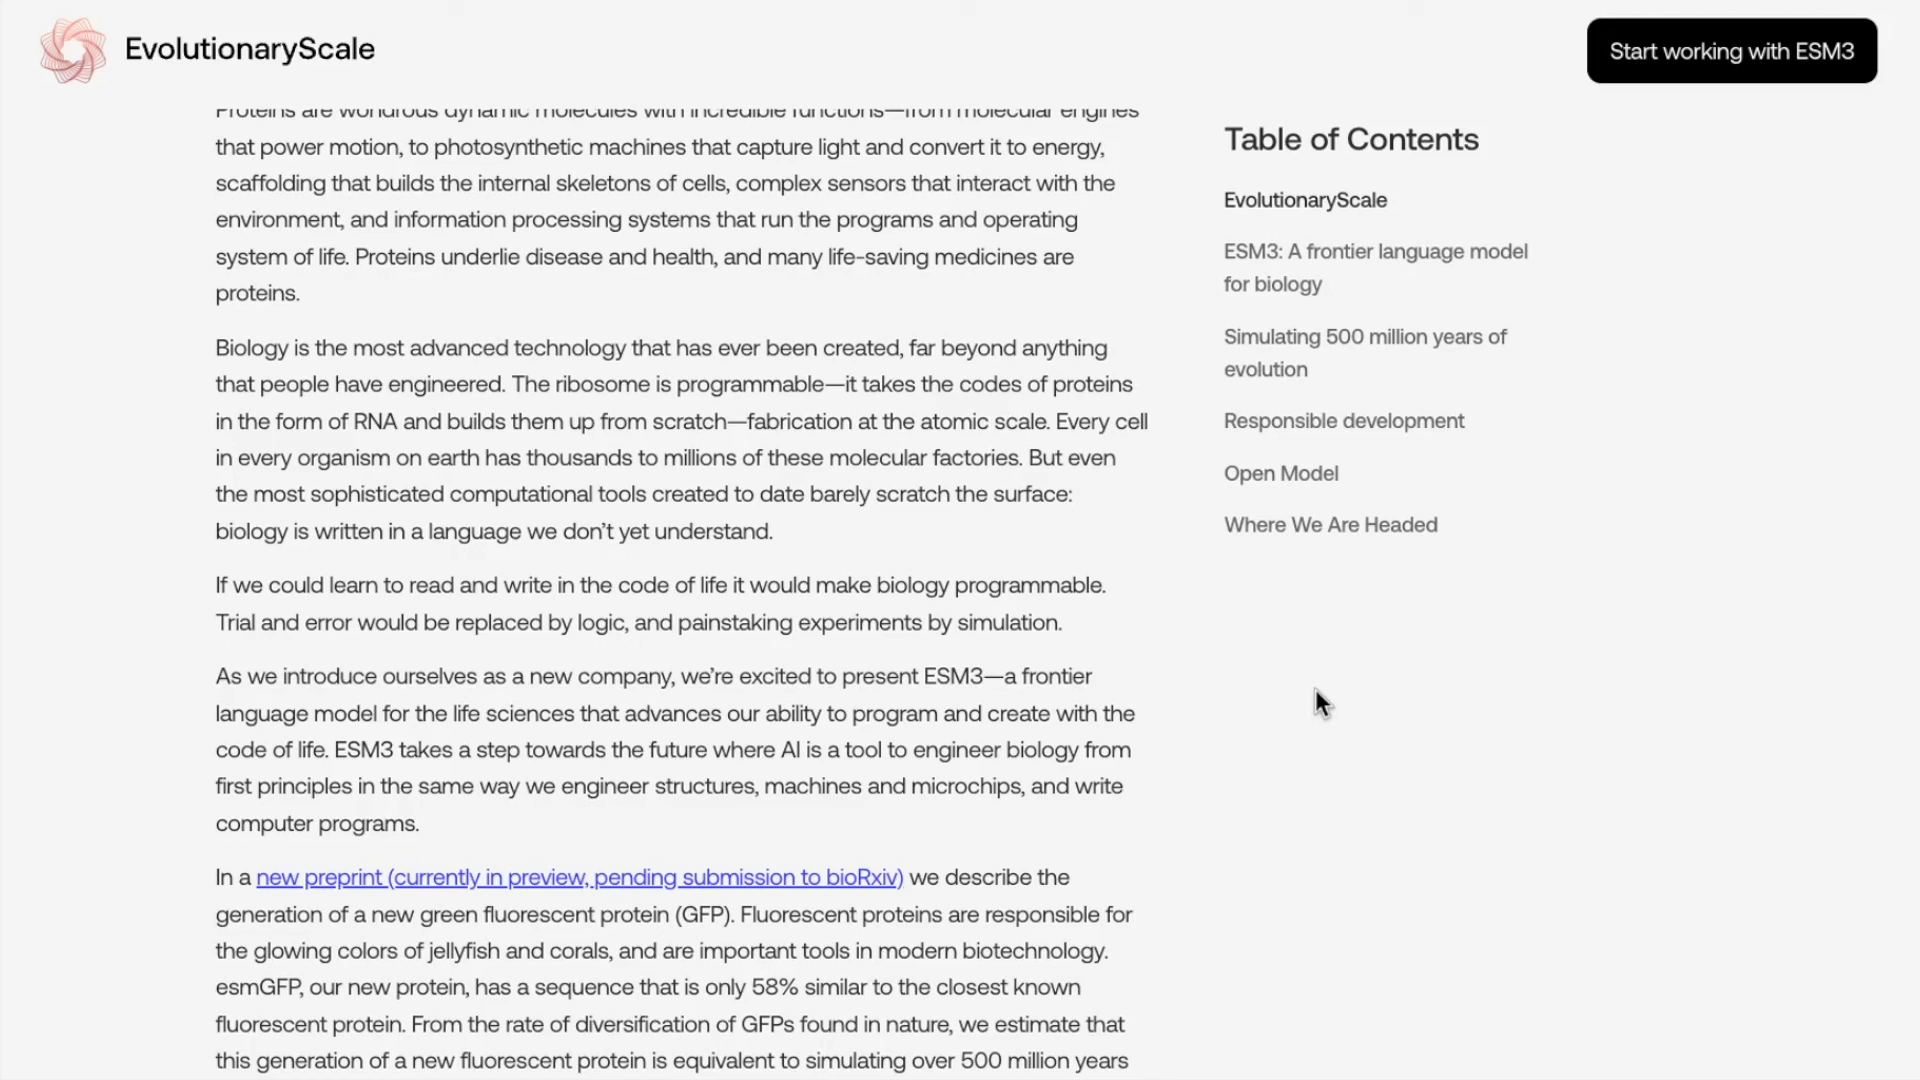 EvolutionaryScale
Start working with ESM3
Proteins are wondrous dynamic molecules with incredible functions—from molecular engines
that power motion, to photosynthetic machines that capture light and convert it to energy,
scaffolding that builds the internal skeletons of cells, complex sensors that interact with the
environment, and information processing systems that run the programs and operating
system of life. Proteins underlie disease and health, and many life-saving medicines are
proteins.
Biology is the most advanced technology that has ever been created, far beyond anything
that people have engineered. The ribosome is programmable—it takes the codes of proteins
in the form of RNA and builds them up from scratch—fabrication at the atomic scale. Every cell
in every organism on earth has thousands to millions of these molecular factories. But even
the most sophisticated computational tools created to date barely scratch the surface:
biology is written in a language we don’t yet understand.
If we could learn to read and write in the code of life it would make biology programmable.
Trial and error would be replaced by logic, and painstaking experiments by simulation.
As we introduce ourselves as a new company, we’re excited to present ESM3—a frontier
language model for the life sciences that advances our ability to program and create with the
code of life. ESM3 takes a step towards the future where AI is a tool to engineer biology from
first principles in the same way we engineer structures, machines and microchips, and write
computer programs.
In a new preprint (currently in preview, pending submission to bioRxiv) we describe the
generation of a new green fluorescent protein (GFP). Fluorescent proteins are responsible for
the glowing colors of jellyfish and corals, and are important tools in modern biotechnology.
esmGFP, our new protein, has a sequence that is only 58% similar to the closest known
fluorescent protein. From the rate of diversification of GFPs found in nature, we estimate that
this generation of a new fluorescent protein is equivalent to simulating over 500 million years
Table of Contents
EvolutionaryScale
ESM3: A frontier language model
for biology
Simulating 500 million years of
evolution
Responsible development
Open Model
Where We Are Headed